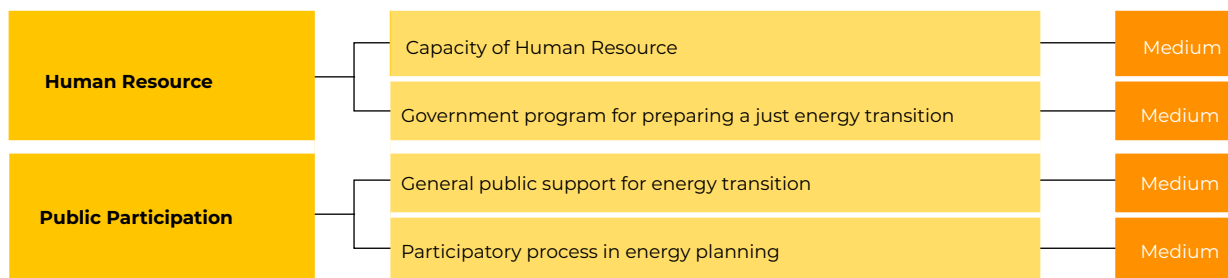 Human Resource
Capacity of Human Resource
Medium
Government program for preparing a just energy transition
Medium
Public Participation
General public support for energy transition
Medium
Participatory process in energy planning
Medium